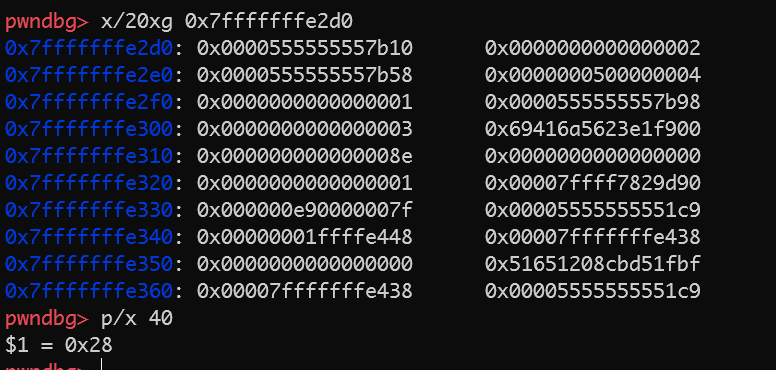 pwndbg> x/20xg 0x7fffffffe2d0
0x7fffffffe2d0: 0x0000555555557b10 0x0000000000000002
0x7fffffffe2e0: 0x0000555555557b58 0x0000000500000004
0x7fffffffe2f0: 0x0000000000000001 0x0000555555557b98
0x7fffffffe300: 0x0000000000000003 0x69416a5623e1f900
0x7fffffffe310: 0x000000000000008e 0x0000000000000000
0x7fffffffe320: 0x0000000000000001 0x00007ffff7829d90
0x7fffffffe330: 0x000000e90000007f 0x00005555555551c9
0x7fffffffe340: 0x00000001ffffe448 0x00007fffffffe438
0x7fffffffe350: 0x0000000000000000 0x51651208cbd51fbf
0x7fffffffe360: 0x00007fffffffe438 0x00005555555551c9
pwndbg> p/x 40
$1 = 0x28
pwndbg>